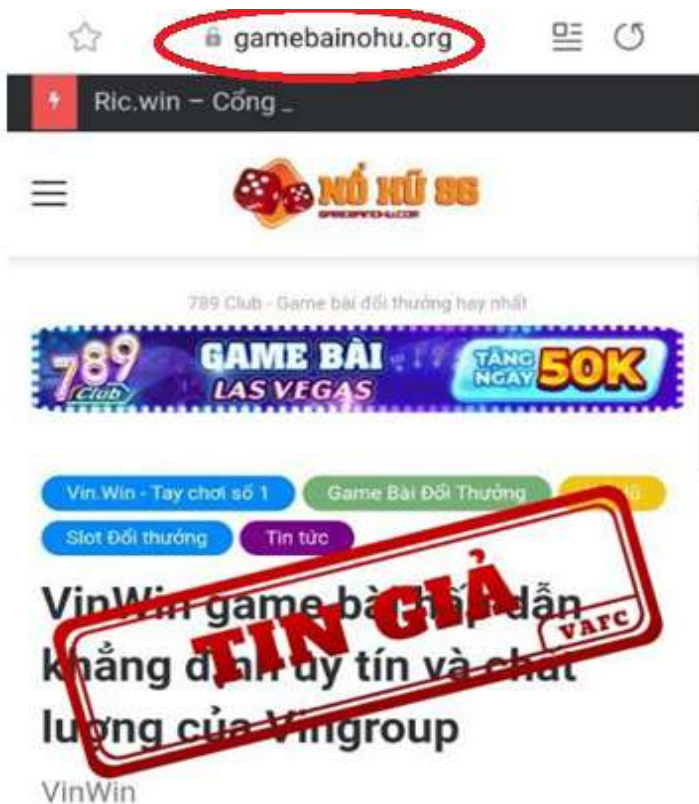 gamebainohu.org
Ric.win – Cổng _
NỔ HŨ 86
789 Club - Game bài đổi thưởng hay nhất
789 Club
GAME BÀI
LAS VEGAS
TẶNG NGAY 50K
Vin.Win - Tay chơi số 1
Game Bài Đổi Thưởng
Slot Đổi thưởng
Tin tức
VinWin game bài hấp dẫn
khẳng định uy tín và chất
lượng của Vingroup
TIN GIẢ
VAFC
VinWin